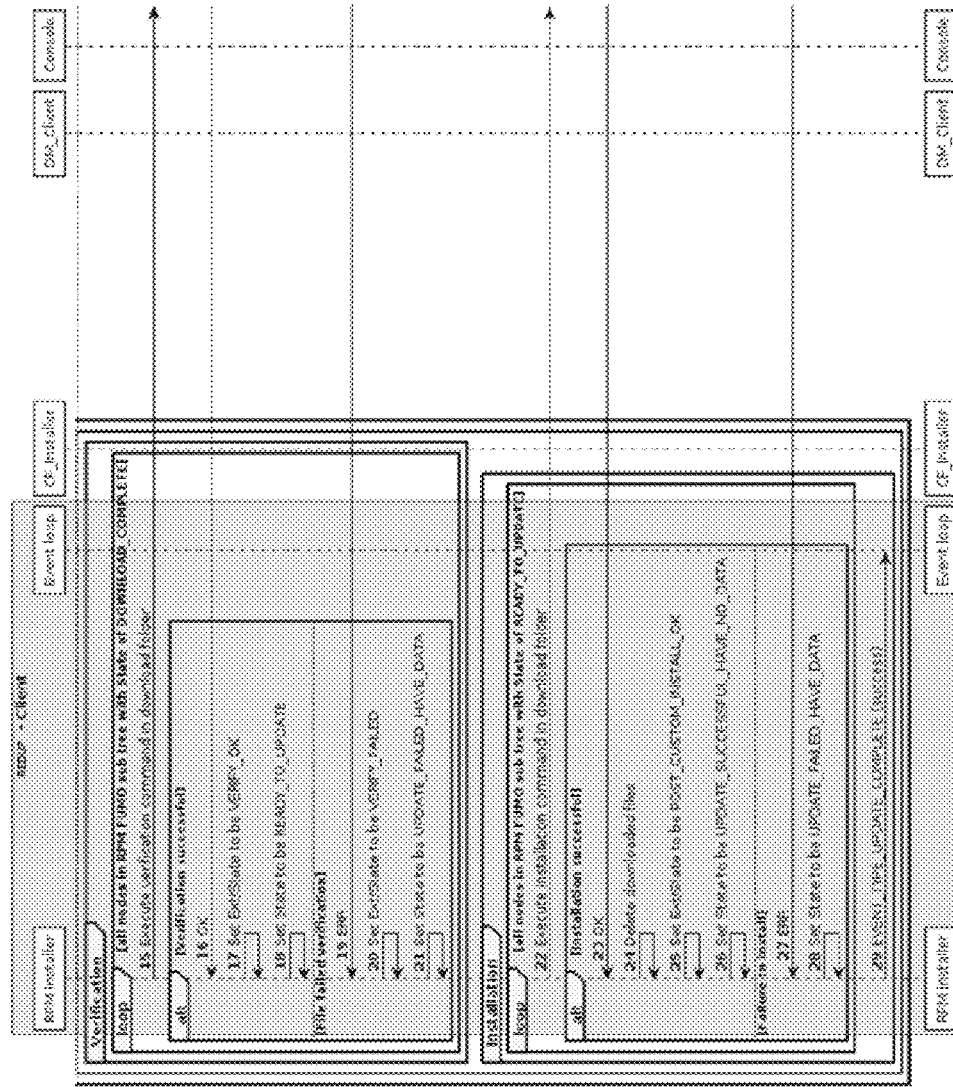 REDUP - Client
RPM Installer
Event loop
CF_Installer
DM_Client
Console
Verification
loop [all nodes in RPM FUMO sub tree with State of DOWNLOAD_COMPLETE]
15 Execute verification command in download folder
alt [Verification successful]
16 OK
17 Set ExtState to be VERIFY_OK
18 Set State to be READY_TO_UPDATE
[File failed verification]
19 ERR
20 Set ExtState to be VERIFY_FAILED
21 Set State to be UPDATE_FAILED_HAVE_DATA
Installation
loop [all nodes in RPM FUMO sub tree with State of READY_TO_UPDATE]
22 Execute installation command in download folder
alt [Installation successful]
23 OK
24 Delete downloaded files
25 Set ExtState to be POST_CUSTOM_INSTALL_OK
26 Set State to be UPDATE_SUCCESSFUL_HAVE_NO_DATA
[Failure to install]
27 ERR
28 Set State to be UPDATE_FAILED_HAVE_DATA
29 EVENT_TYPE_UPDATE_COMPLETE (Success)
RPM Installer
Event loop
CF_Installer
DM_Client
Console